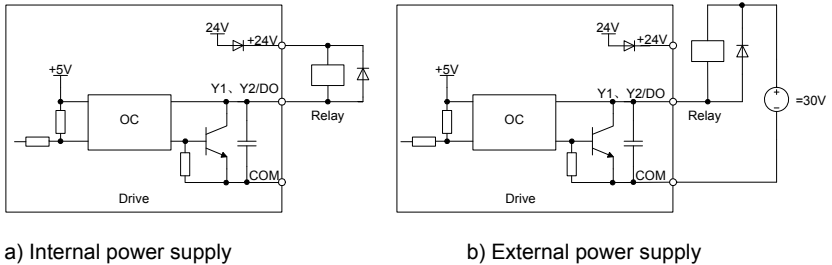 24V
+24V
+5V
Y1、Y2/DO
OC
Relay
COM
Drive
a) Internal power supply
24V
+24V
+5V
Y1、Y2/DO
OC
Relay
=30V
COM
Drive
b) External power supply